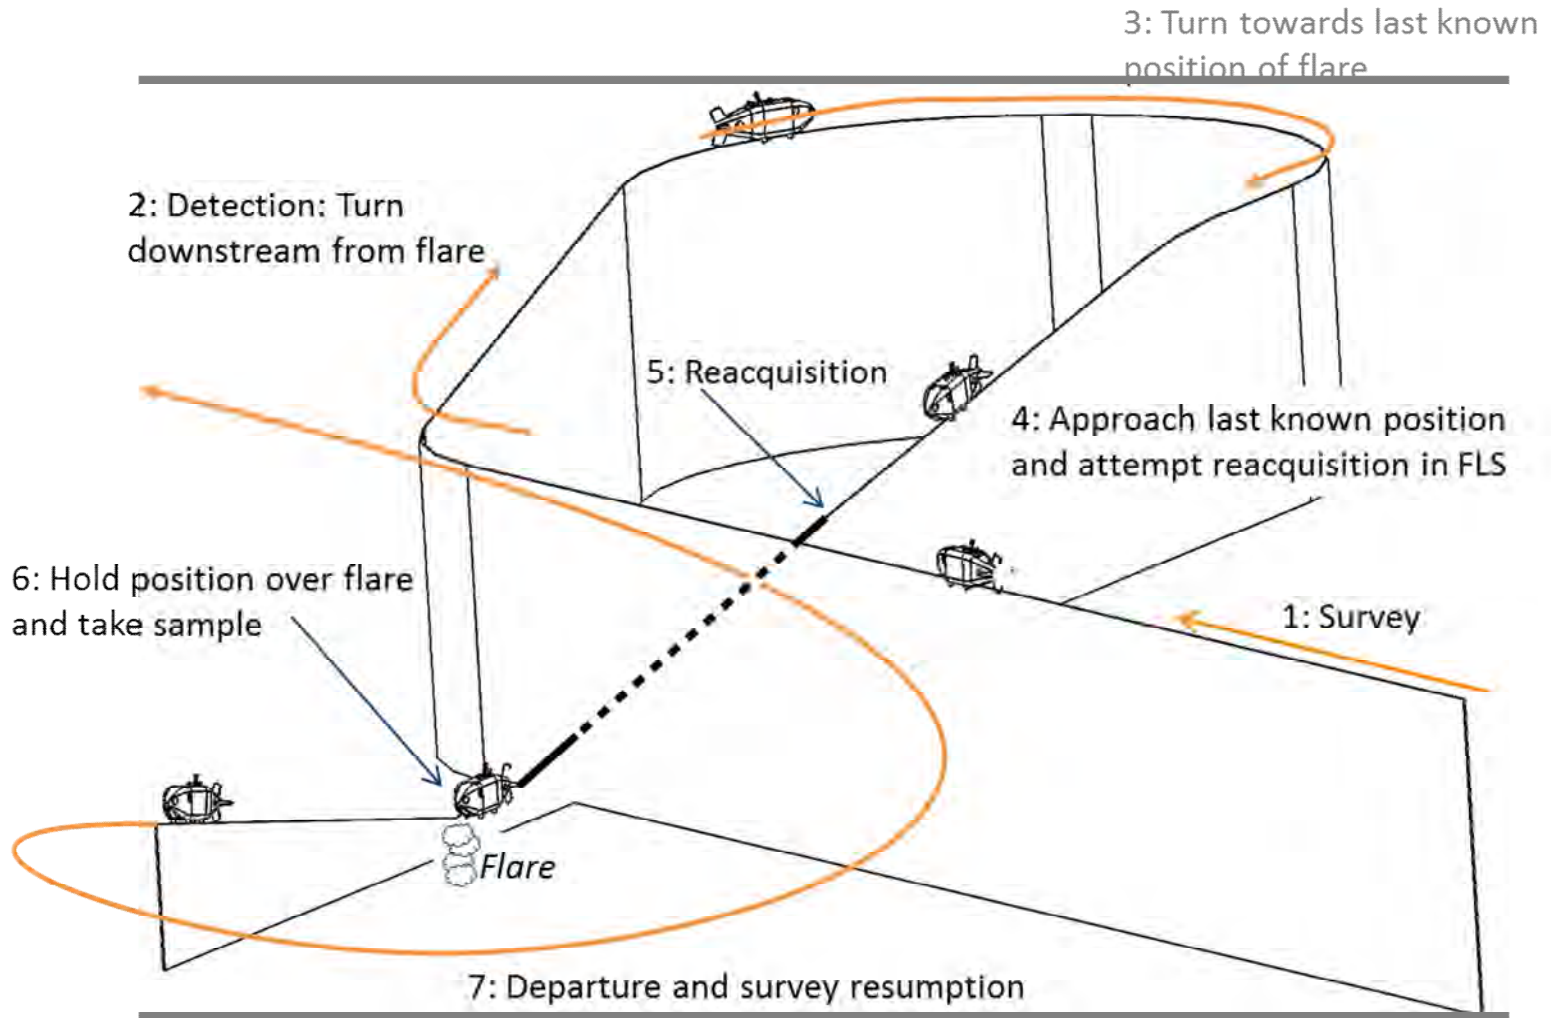 3: Turn towards last known
position of flare
2: Detection: Turn
downstream from flare
5: Reacquisition
4: Approach last known position
and attempt reacquisition in FLS
6: Hold position over flare
and take sample
1: Survey
Flare
7: Departure and survey resumption